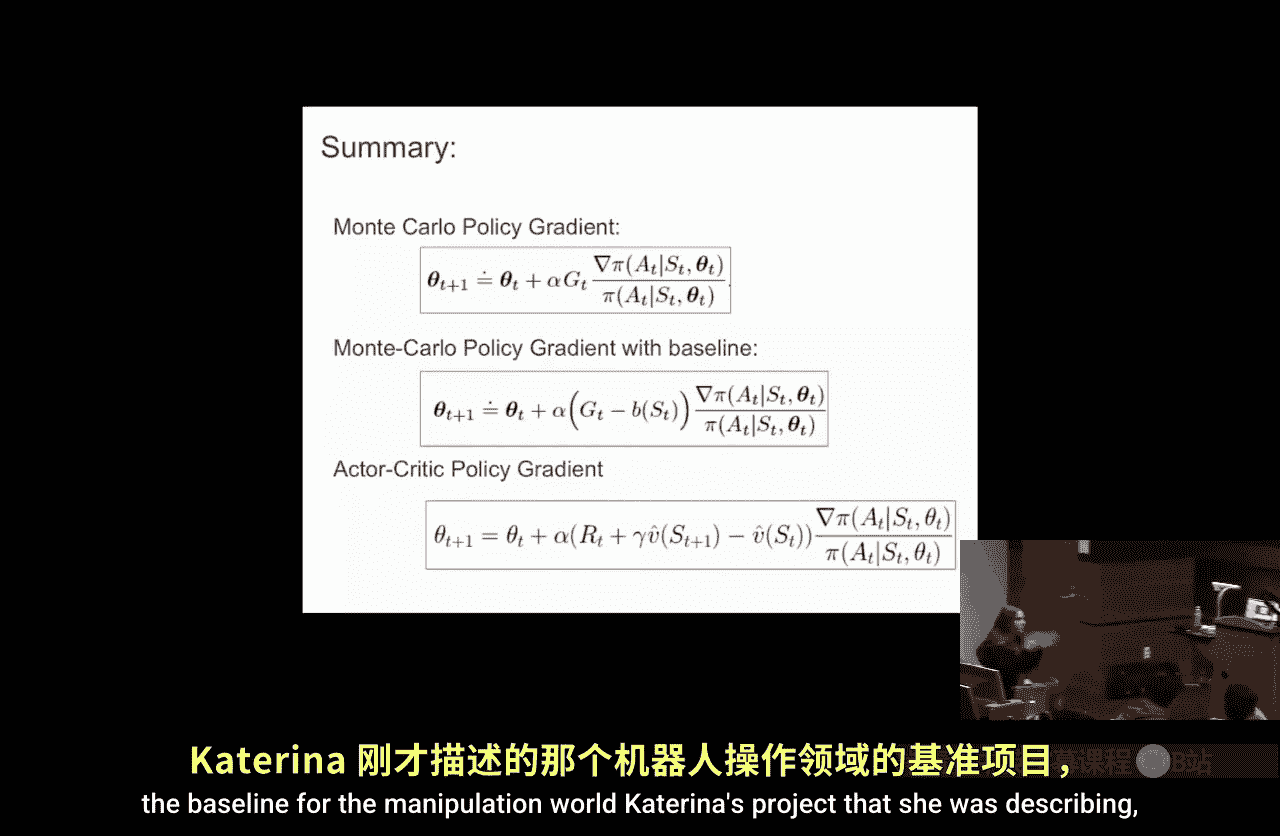 Summary:
Monte Carlo Policy Gradient:
θ_{t+1} ≐ θ_t + αG_t ∇π(A_t|S_t, θ_t) / π(A_t|S_t, θ_t).
Monte-Carlo Policy Gradient with baseline:
θ_{t+1} ≐ θ_t + α(G_t − b(S_t)) ∇π(A_t|S_t, θ_t) / π(A_t|S_t, θ_t)
Actor-Critic Policy Gradient
θ_{t+1} = θ_t + α(R_t + γv̂(S_{t+1}) − v̂(S_t)) ∇π(A_t|S_t, θ_t) / π(A_t|S_t, θ_t)
Katerina 刚才描述的那个机器人操作领域的基准项目,
课程 B站
the baseline for the manipulation world Katerina's project that she was describing,